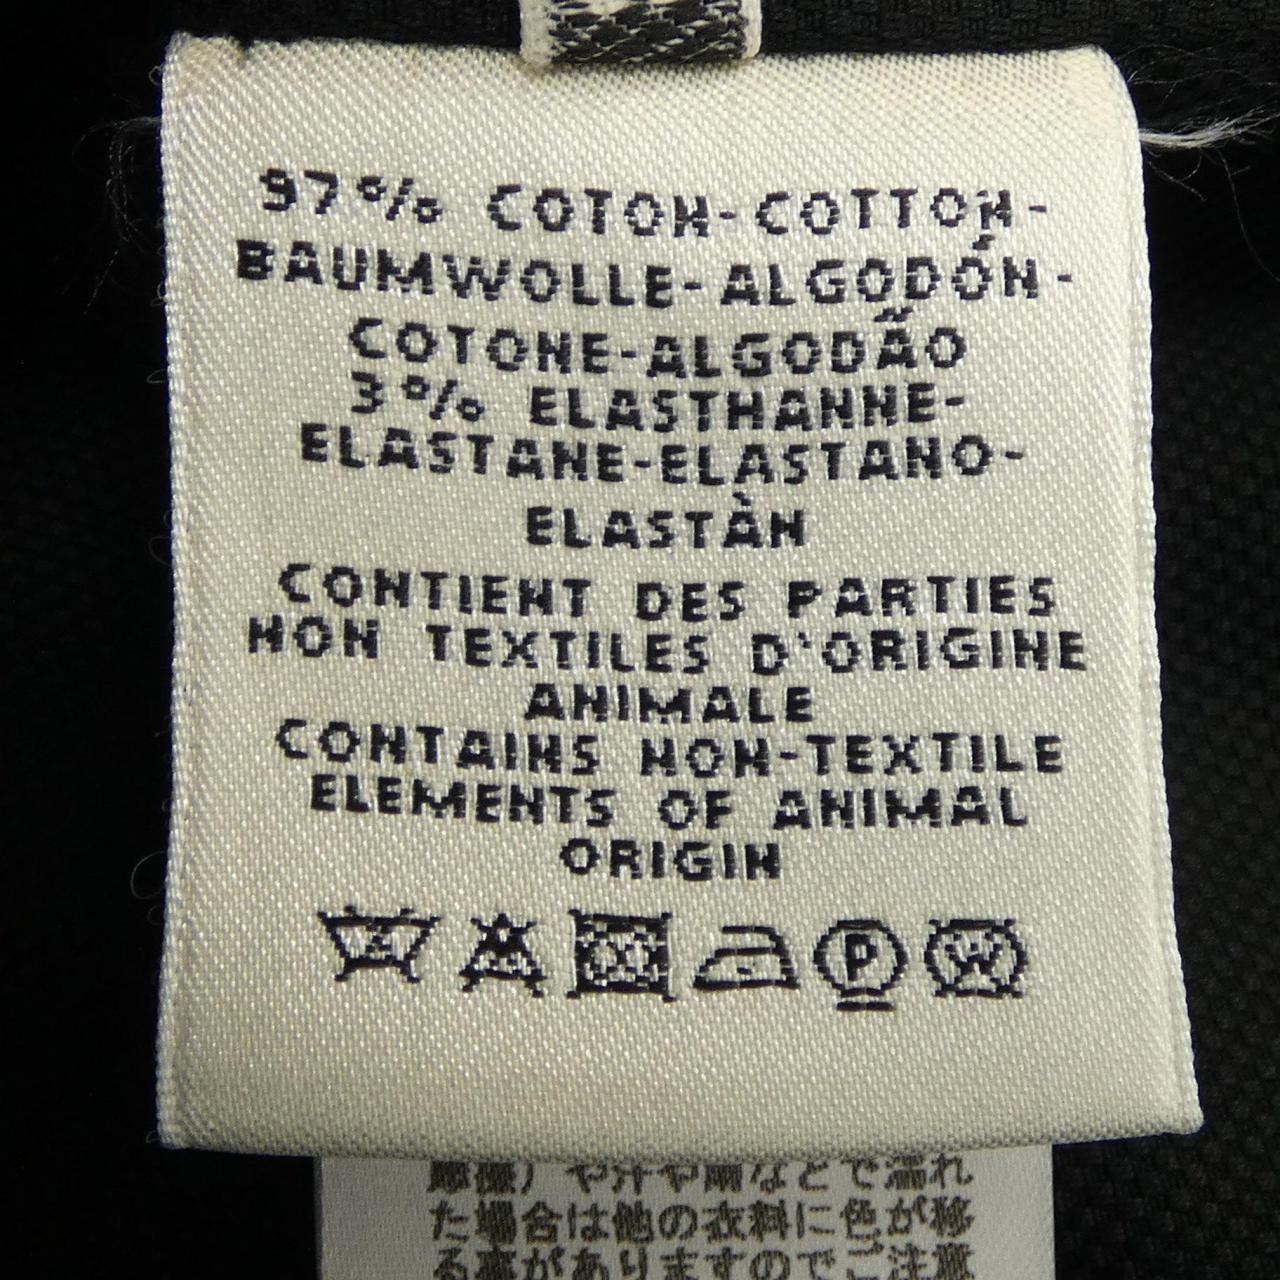 97% COTON-COTTON-
BAUMWOLLE-ALGODÓN-
COTONE-ALGODÃO
3% ELASTHANNE-
ELASTANE-ELASTANO-
ELASTÀN
CONTIENT DES PARTIES
NON TEXTILES D'ORIGINE
ANIMALE
CONTAINS NON-TEXTILE
ELEMENTS OF ANIMAL
ORIGIN
P W
摩擦）や汗や雨などで濡れ
た場合は他の衣料に色が移
る事がありますのでご注意